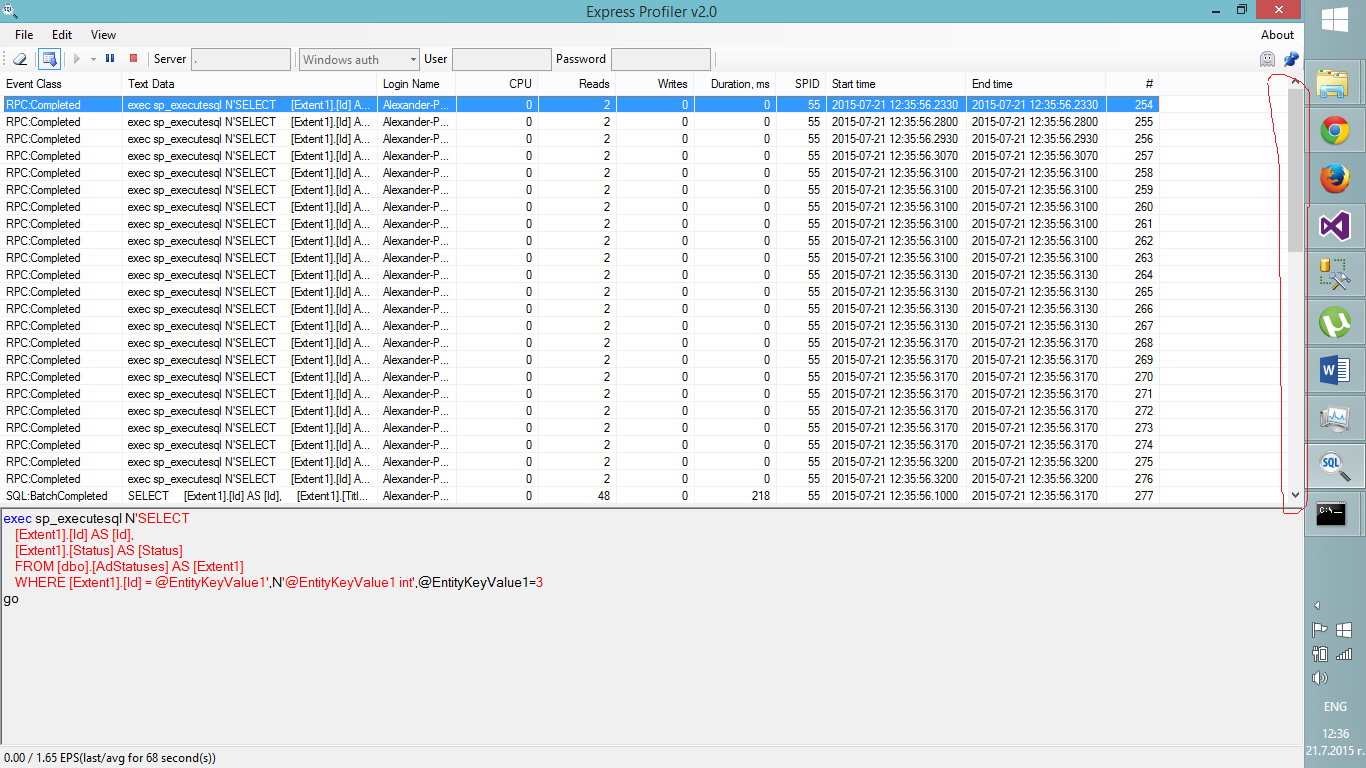 Express Profiler v2.0
File Edit View About
Server . Windows auth User Password
Event Class Text Data Login Name CPU Reads Writes Duration, ms SPID Start time End time #
RPC:Completed exec sp_executesql N'SELECT [Extent1].[Id] A... Alexander-P... 0 2 0 0 55 2015-07-21 12:35:56.2330 2015-07-21 12:35:56.2330 254
RPC:Completed exec sp_executesql N'SELECT [Extent1].[Id] A... Alexander-P... 0 2 0 0 55 2015-07-21 12:35:56.2800 2015-07-21 12:35:56.2800 255
RPC:Completed exec sp_executesql N'SELECT [Extent1].[Id] A... Alexander-P... 0 2 0 0 55 2015-07-21 12:35:56.2930 2015-07-21 12:35:56.2930 256
RPC:Completed exec sp_executesql N'SELECT [Extent1].[Id] A... Alexander-P... 0 2 0 0 55 2015-07-21 12:35:56.3070 2015-07-21 12:35:56.3070 257
RPC:Completed exec sp_executesql N'SELECT [Extent1].[Id] A... Alexander-P... 0 2 0 0 55 2015-07-21 12:35:56.3100 2015-07-21 12:35:56.3100 258
RPC:Completed exec sp_executesql N'SELECT [Extent1].[Id] A... Alexander-P... 0 2 0 0 55 2015-07-21 12:35:56.3100 2015-07-21 12:35:56.3100 259
RPC:Completed exec sp_executesql N'SELECT [Extent1].[Id] A... Alexander-P... 0 2 0 0 55 2015-07-21 12:35:56.3100 2015-07-21 12:35:56.3100 260
RPC:Completed exec sp_executesql N'SELECT [Extent1].[Id] A... Alexander-P... 0 2 0 0 55 2015-07-21 12:35:56.3100 2015-07-21 12:35:56.3100 261
RPC:Completed exec sp_executesql N'SELECT [Extent1].[Id] A... Alexander-P... 0 2 0 0 55 2015-07-21 12:35:56.3100 2015-07-21 12:35:56.3100 262
RPC:Completed exec sp_executesql N'SELECT [Extent1].[Id] A... Alexander-P... 0 2 0 0 55 2015-07-21 12:35:56.3100 2015-07-21 12:35:56.3100 263
RPC:Completed exec sp_executesql N'SELECT [Extent1].[Id] A... Alexander-P... 0 2 0 0 55 2015-07-21 12:35:56.3130 2015-07-21 12:35:56.3130 264
RPC:Completed exec sp_executesql N'SELECT [Extent1].[Id] A... Alexander-P... 0 2 0 0 55 2015-07-21 12:35:56.3130 2015-07-21 12:35:56.3130 265
RPC:Completed exec sp_executesql N'SELECT [Extent1].[Id] A... Alexander-P... 0 2 0 0 55 2015-07-21 12:35:56.3130 2015-07-21 12:35:56.3130 266
RPC:Completed exec sp_executesql N'SELECT [Extent1].[Id] A... Alexander-P... 0 2 0 0 55 2015-07-21 12:35:56.3130 2015-07-21 12:35:56.3130 267
RPC:Completed exec sp_executesql N'SELECT [Extent1].[Id] A... Alexander-P... 0 2 0 0 55 2015-07-21 12:35:56.3170 2015-07-21 12:35:56.3170 268
RPC:Completed exec sp_executesql N'SELECT [Extent1].[Id] A... Alexander-P... 0 2 0 0 55 2015-07-21 12:35:56.3170 2015-07-21 12:35:56.3170 269
RPC:Completed exec sp_executesql N'SELECT [Extent1].[Id] A... Alexander-P... 0 2 0 0 55 2015-07-21 12:35:56.3170 2015-07-21 12:35:56.3170 270
RPC:Completed exec sp_executesql N'SELECT [Extent1].[Id] A... Alexander-P... 0 2 0 0 55 2015-07-21 12:35:56.3170 2015-07-21 12:35:56.3170 271
RPC:Completed exec sp_executesql N'SELECT [Extent1].[Id] A... Alexander-P... 0 2 0 0 55 2015-07-21 12:35:56.3170 2015-07-21 12:35:56.3170 272
RPC:Completed exec sp_executesql N'SELECT [Extent1].[Id] A... Alexander-P... 0 2 0 0 55 2015-07-21 12:35:56.3170 2015-07-21 12:35:56.3170 273
RPC:Completed exec sp_executesql N'SELECT [Extent1].[Id] A... Alexander-P... 0 2 0 0 55 2015-07-21 12:35:56.3170 2015-07-21 12:35:56.3170 274
RPC:Completed exec sp_executesql N'SELECT [Extent1].[Id] A... Alexander-P... 0 2 0 0 55 2015-07-21 12:35:56.3200 2015-07-21 12:35:56.3200 275
RPC:Completed exec sp_executesql N'SELECT [Extent1].[Id] A... Alexander-P... 0 2 0 0 55 2015-07-21 12:35:56.3200 2015-07-21 12:35:56.3200 276
SQL:BatchCompleted SELECT [Extent1].[Id] AS [Id], [Extent1].[Titl... Alexander-P... 0 48 0 218 55 2015-07-21 12:35:56.1000 2015-07-21 12:35:56.3170 277
exec sp_executesql N'SELECT
[Extent1].[Id] AS [Id],
[Extent1].[Status] AS [Status]
FROM [dbo].[AdStatuses] AS [Extent1]
WHERE [Extent1].[Id] = @EntityKeyValue1',N'@EntityKeyValue1 int',@EntityKeyValue1=3
go
0.00 / 1.65 EPS(last/avg for 68 second(s))
SQL
C:\
ENG
12:36
21.7.2015 г.